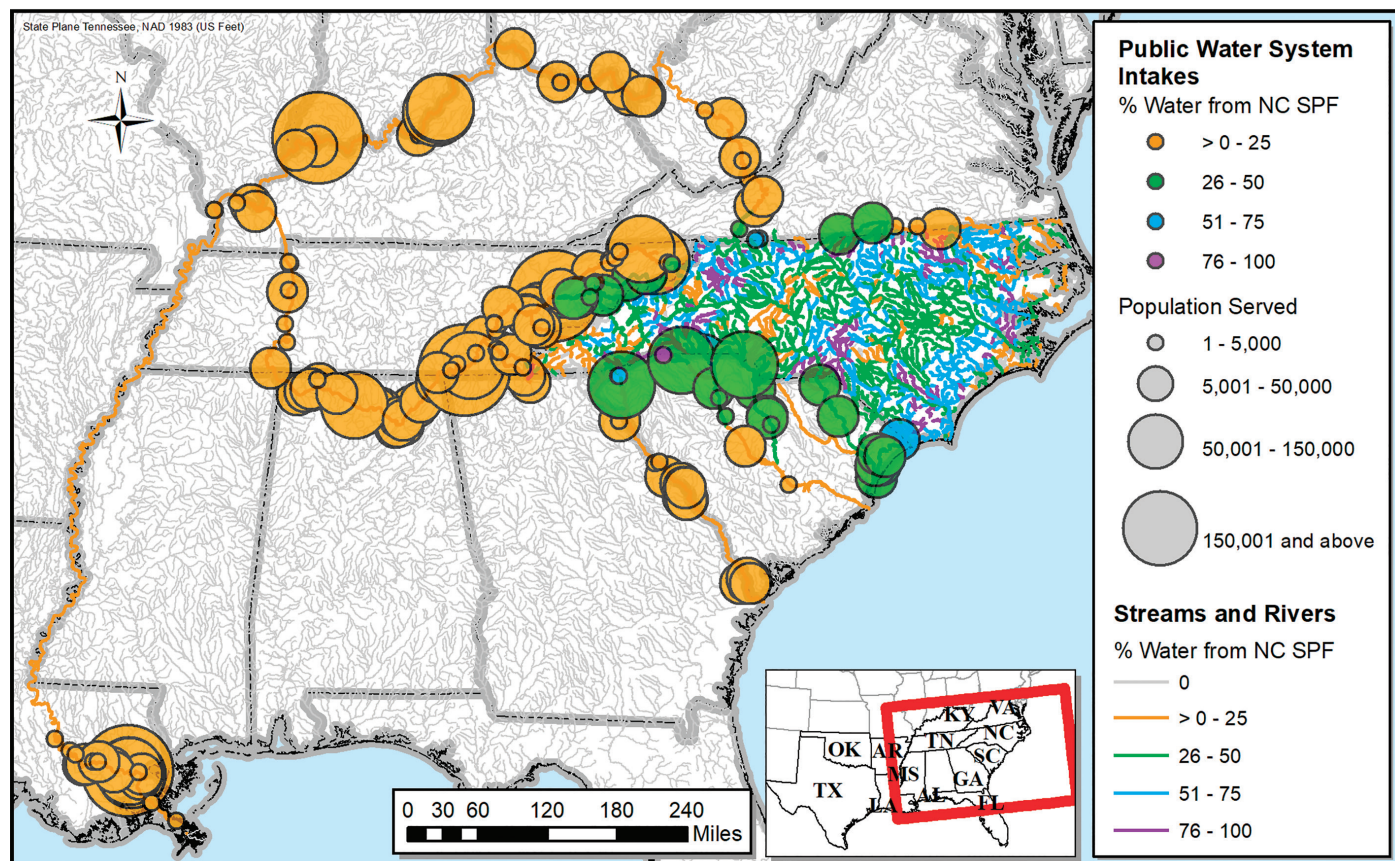 State Plane Tennessee, NAD 1983 (US Feet)
N
Public Water System
Intakes
% Water from NC SPF
> 0 - 25
26 - 50
51 - 75
76 - 100
Population Served
1 - 5,000
5,001 - 50,000
50,001 - 150,000
150,001 and above
Streams and Rivers
% Water from NC SPF
0
> 0 - 25
26 - 50
51 - 75
76 - 100
0 30 60 120 180 240
Miles
KY VA
OK AR TN NC
SC
MS GA
TX AL
LA FL